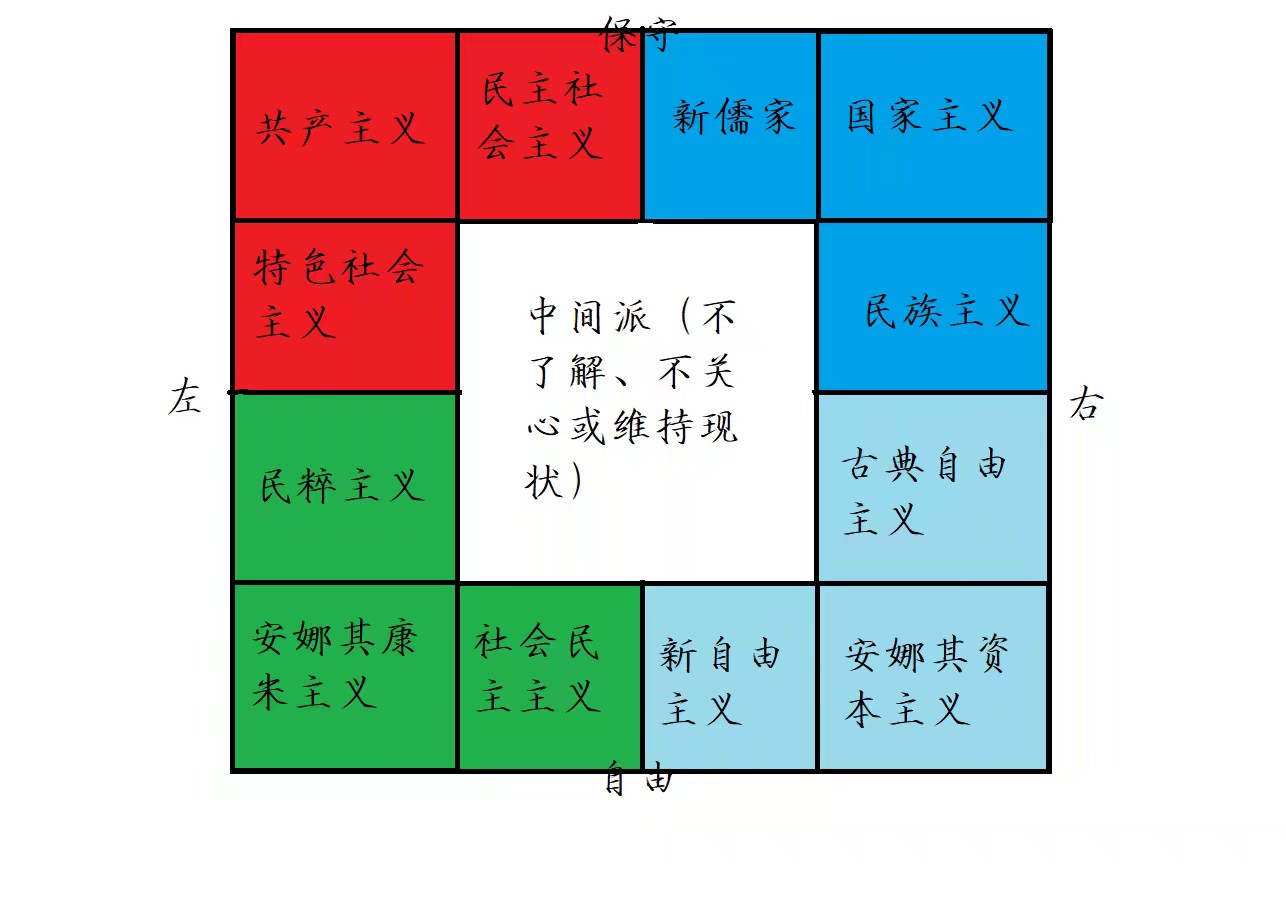 保守
共产主义
民主社
会主义
新儒家
国家主义
特色社会
主义
中间派（不
了解、不关
心或维持现
状）
民族主义
左
右
民粹主义
古典自由
主义
安娜其康
米主义
社会民
主主义
新自由
主义
安娜其资
本主义
自由